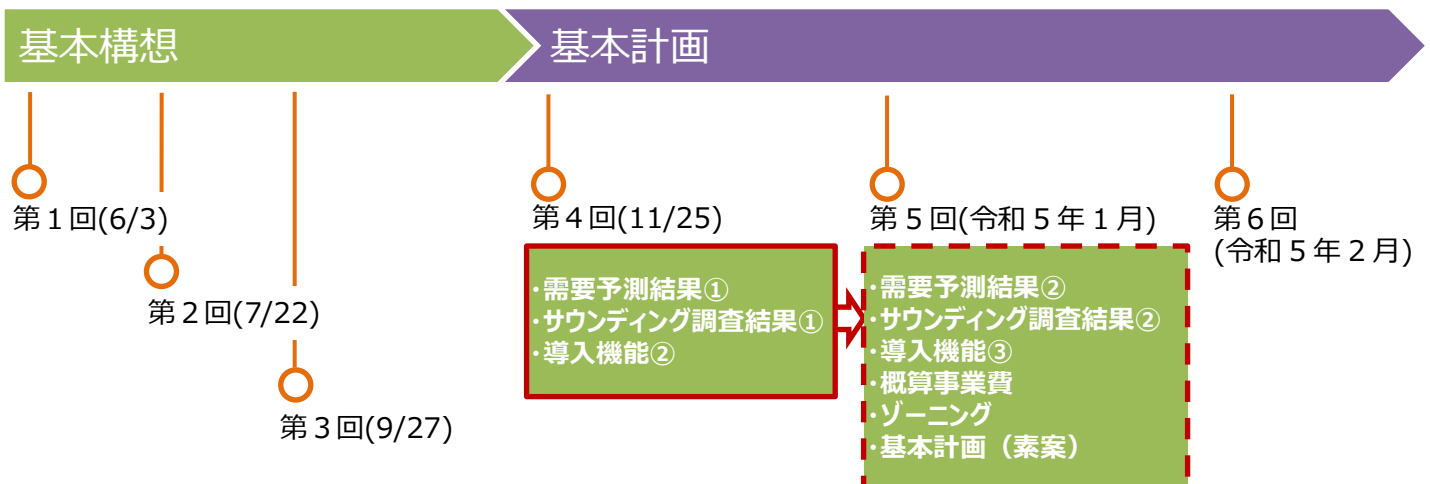 基本構想
基本計画
第１回(6/3)
第２回(7/22)
第３回(9/27)
第４回(11/25)
・需要予測結果①
・サウンディング調査結果①
・導入機能②
第５回(令和５年１月)
・需要予測結果②
・サウンディング調査結果②
・導入機能③
・概算事業費
・ゾーニング
・基本計画（素案）
第６回
(令和５年２月)